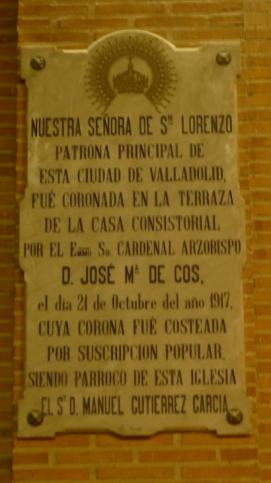 NUESTRA SEÑORA DE Sⁿ LORENZO
PATRONA PRINCIPAL DE
ESTA CIUDAD DE VALLADOLID,
FUÉ CORONADA EN LA TERRAZA
DE LA CASA CONSISTORIAL
POR EL Emmo Sr. CARDENAL ARZOBISPO
D. JOSÉ Mª DE COS,
el día 21 de Octubre del año 1917,
CUYA CORONA FUÉ COSTEADA
POR SUSCRIPCION POPULAR,
SIENDO PARROCO DE ESTA IGLESIA
EL Sr D. MANUEL GUTIERREZ GARCIA